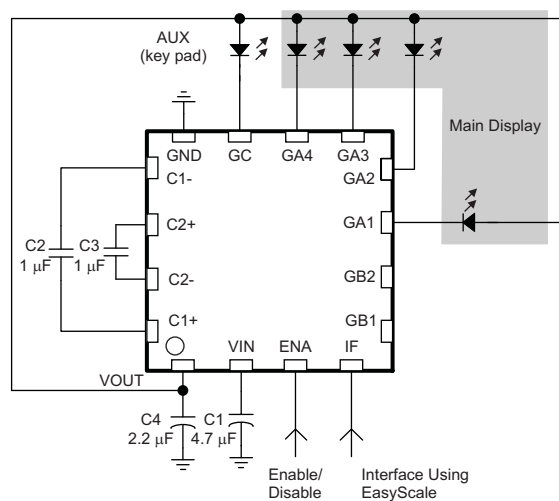 AUX
(key pad)
Main Display
GND
GC
GA4
GA3
C1-
GA2
C2+
GA1
C2
1 μF
C3
1 μF
C2-
GB2
C1+
GB1
VIN
ENA
IF
VOUT
C4
2.2 μF
C1
4.7 μF
Enable/
Disable
Interface Using
EasyScale